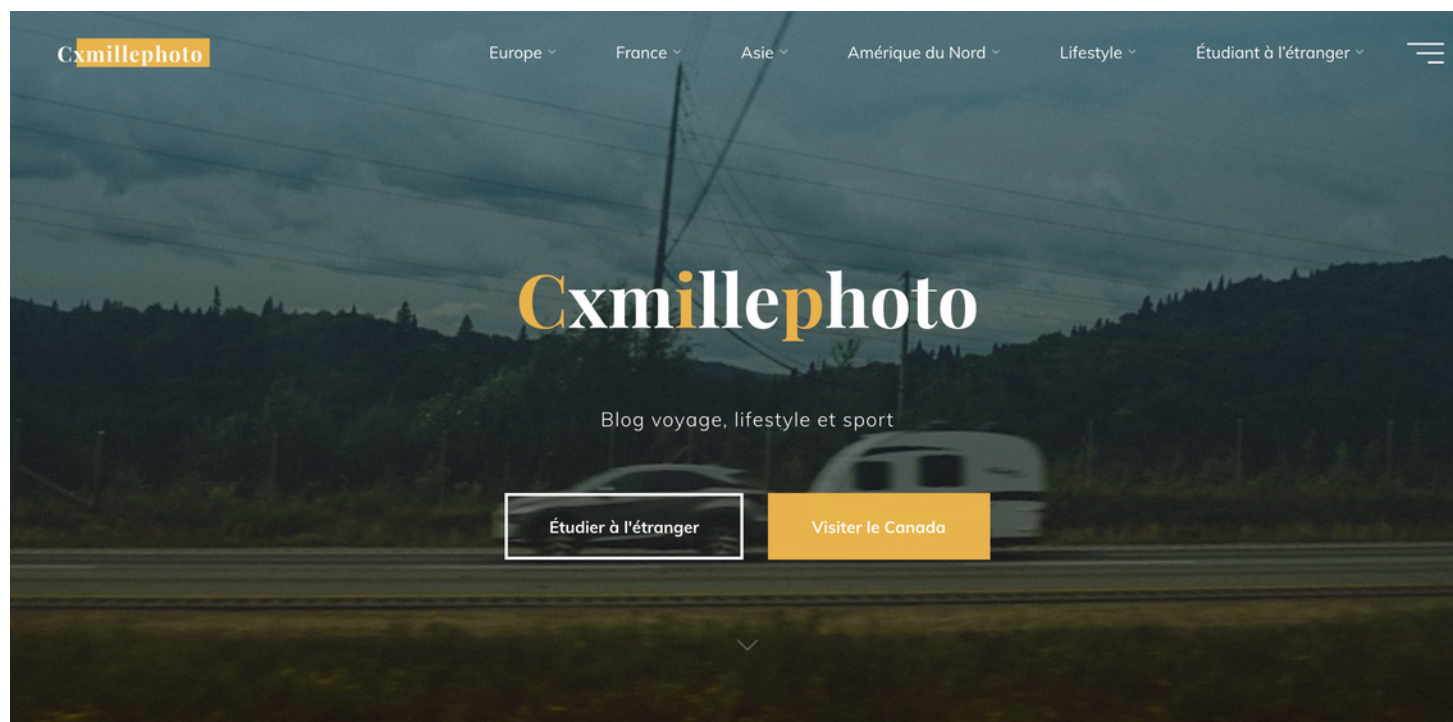 Cxmillephoto
Europe France Asie Amérique du Nord Lifestyle Étudiant à l’étranger
Cxmillephoto
Blog voyage, lifestyle et sport
Étudier à l'étranger Visiter le Canada